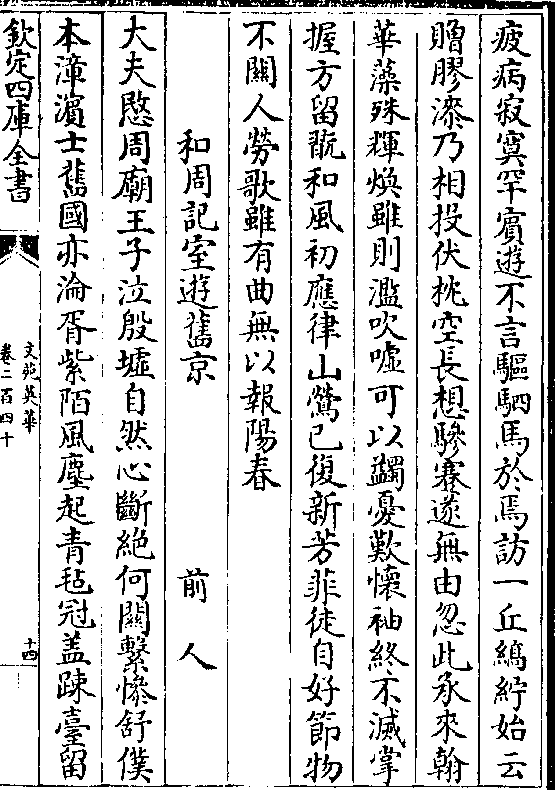 疲病寂寞罕賔遊不言驅駟馬於焉訪一丘縞紵始云
贈膠漆乃相投伏枕空長想驂騫遂無由忽此承來翰
華藻殊輝煥雖則濫吹嘘可以蠲憂歎懷袖終不滅掌
握方留翫和風初應律山鶯已復新芳菲徒自好節物
不闗人勞歌雖有曲無以報陽春
和周記室遊舊京　前人
大夫愍周廟王子泣殷墟自然心斷絶何闗繫慘舒僕
本漳濵士舊國亦淪胥紫陌風塵起青䄠冠盖踈臺留
欽定四庫全書
文苑英華
卷二百四十
十四